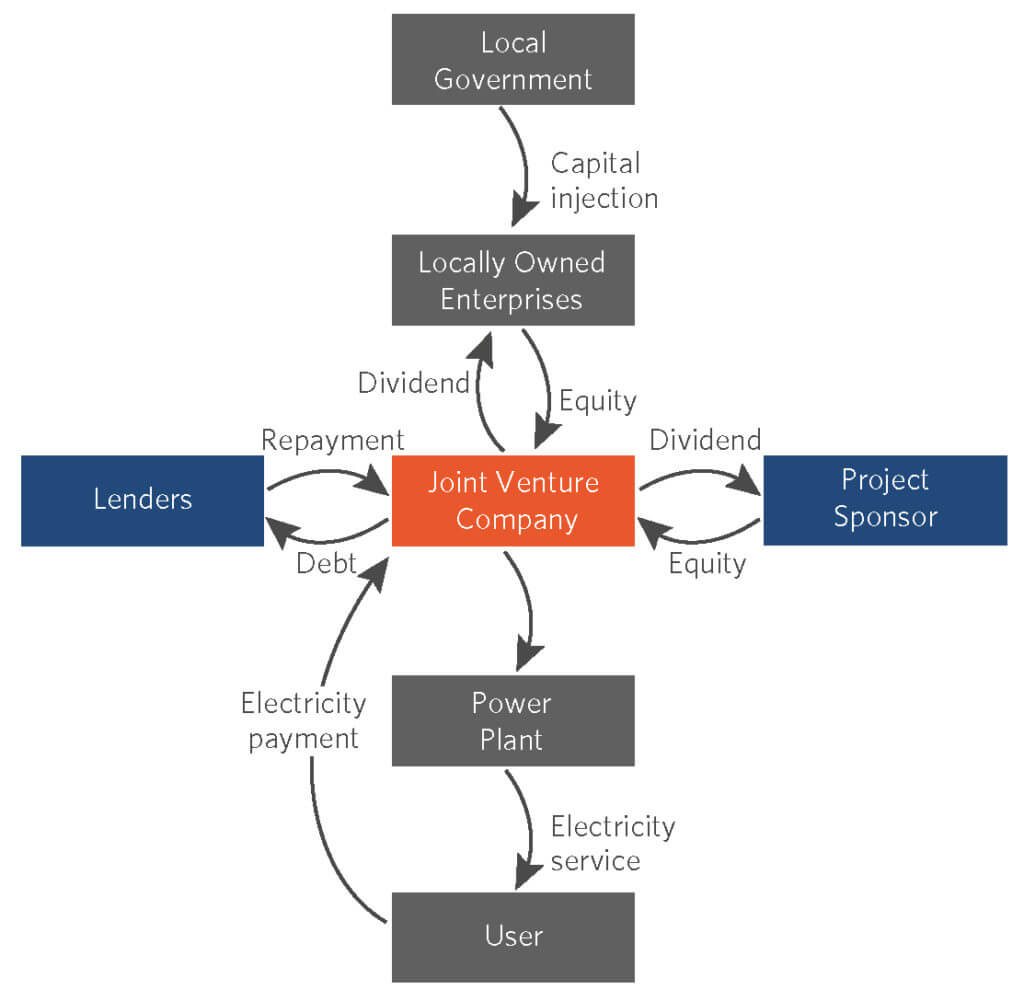 Local
Government
Capital
injection
Locally Owned
Enterprises
Dividend
Equity
Repayment
Dividend
Lenders
Joint Venture
Company
Project
Sponsor
Debt
Equity
Electricity
payment
Power
Plant
Electricity
service
User